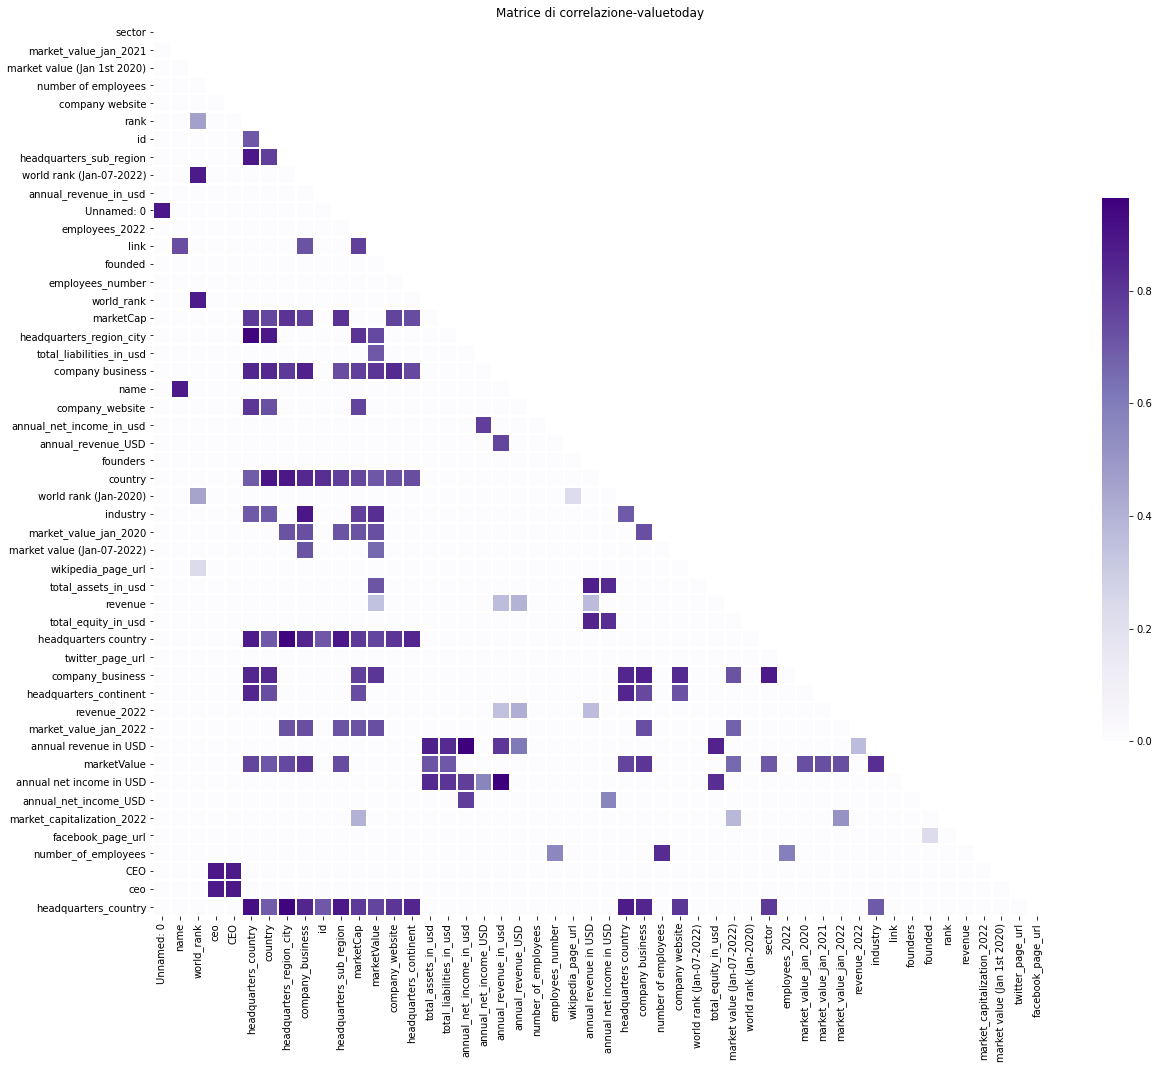 Matrice di correlazione-valuetoday
sector
market_value_jan_2021
market value (Jan 1st 2020)
number of employees
company website
rank
id
headquarters_sub_region
world rank (Jan-07-2022)
annual_revenue_in_usd
Unnamed: 0
employees_2022
link
founded
employees_number
world_rank
marketCap
headquarters_region_city
total_liabilities_in_usd
company business
name
company_website
annual_net_income_in_usd
annual_revenue_USD
founders
country
world rank (Jan-2020)
industry
market_value_jan_2020
market value (Jan-07-2022)
wikipedia_page_url
total_assets_in_usd
revenue
total_equity_in_usd
headquarters country
twitter_page_url
company_business
headquarters_continent
revenue_2022
market_value_jan_2022
annual revenue in USD
marketValue
annual net income in USD
annual_net_income_USD
market_capitalization_2022
facebook_page_url
number_of_employees
CEO
ceo
headquarters_country
Unnamed: 0
name
world_rank
ceo
CEO
headquarters_country
country
headquarters_region_city
company_business
id
headquarters_sub_region
marketCap
marketValue
company_website
headquarters_continent
total_assets_in_usd
total_liabilities_in_usd
annual_net_income_in_usd
annual_net_income_USD
annual_revenue_in_usd
annual_revenue_USD
number_of_employees
employees_number
wikipedia_page_url
annual revenue in USD
annual net income in USD
headquarters country
company business
number of employees
company website
world rank (Jan-07-2022)
total_equity_in_usd
market value (Jan-07-2022)
world rank (Jan-2020)
sector
employees_2022
market_value_jan_2020
market_value_jan_2021
market_value_jan_2022
revenue_2022
industry
link
founders
founded
rank
revenue
market_capitalization_2022
market value (Jan 1st 2020)
twitter_page_url
facebook_page_url
0.8
0.6
0.4
0.2
0.0